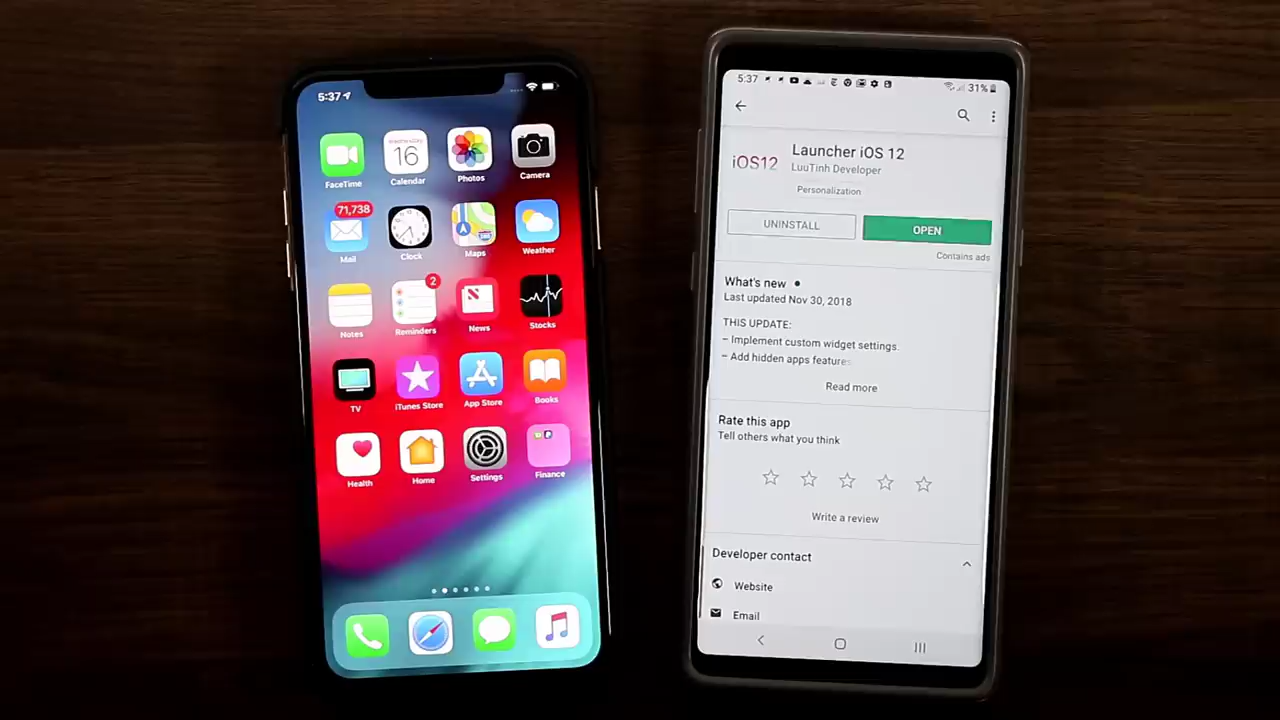 5:37
Wednesday
16
FaceTime
Calendar
Photos
Camera
71,738
Mail
Clock
Maps
Weather
2
Notes
Reminders
News
Stocks
TV
iTunes Store
App Store
Books
Health
Home
Settings
Finance
5:37
31%
iOS12
Launcher iOS 12
LuuTinh Developer
Personalization
UNINSTALL
OPEN
Contains ads
What's new
Last updated Nov 30, 2018
THIS UPDATE:
– Implement custom widget settings.
– Add hidden apps features
Read more
Rate this app
Tell others what you think
Write a review
Developer contact
Website
Email